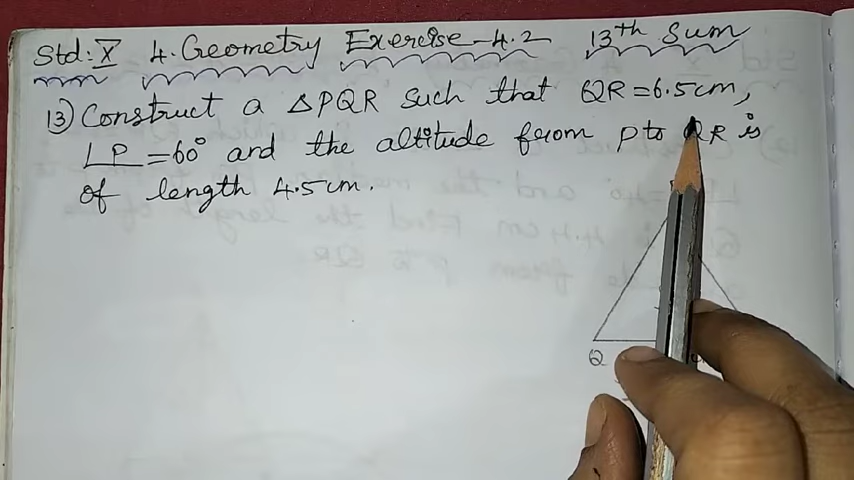 Std: X 4. Geometry Exercise-4.2 13th Sum
13) Construct a △PQR such that QR=6.5cm,
∠P=60° and the altitude from P to QR is
of length 4.5cm.
Q